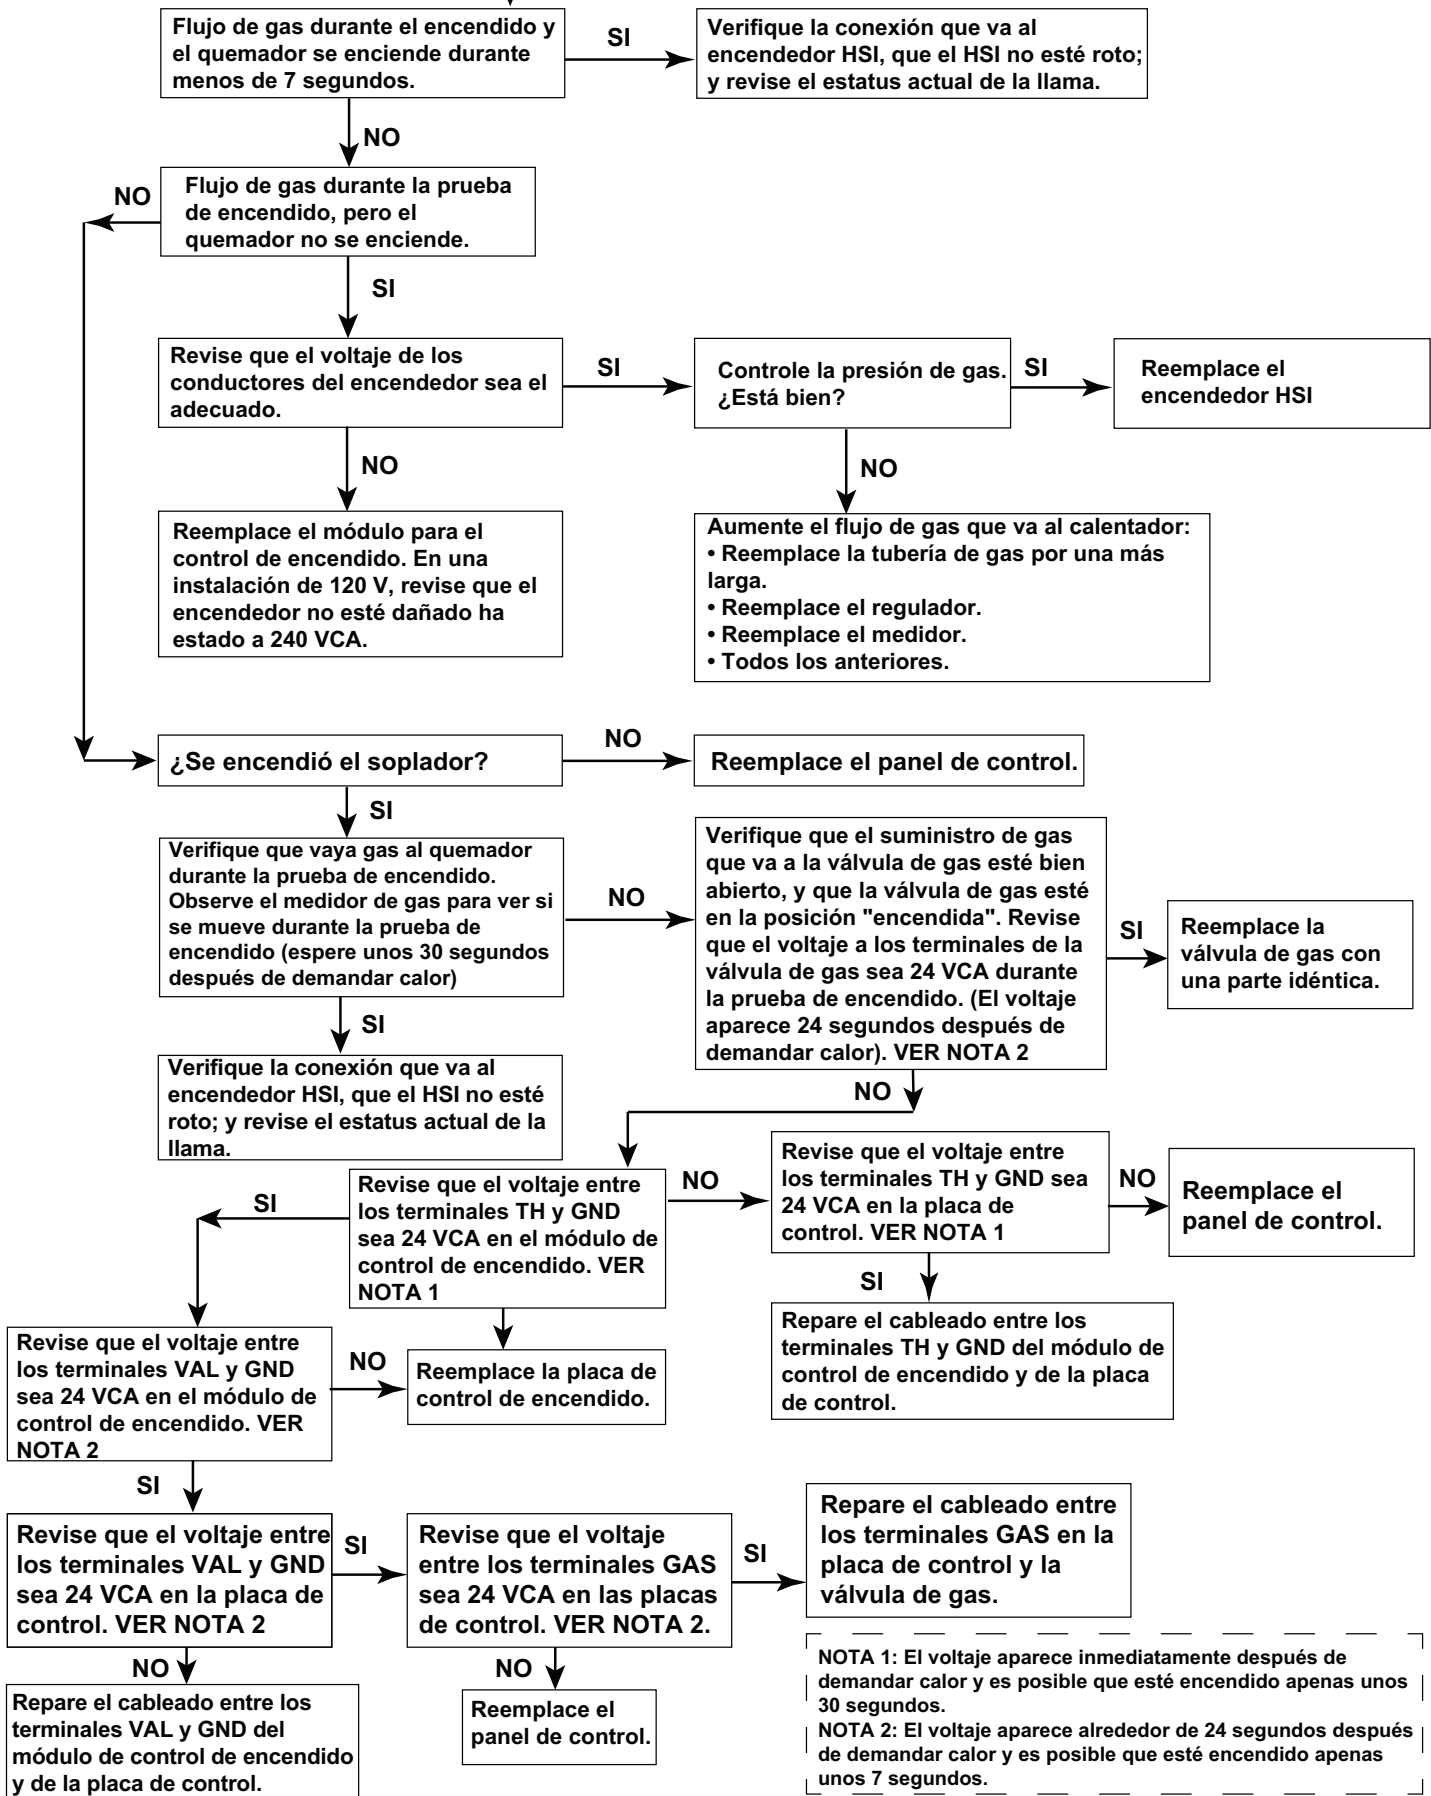 Flujo de gas durante el encendido y
el quemador se enciende durante
menos de 7 segundos.
SI
Verifique la conexión que va al
encendedor HSI, que el HSI no esté roto;
y revise el estatus actual de la llama.
NO
NO
Flujo de gas durante la prueba
de encendido, pero el
quemador no se enciende.
SI
Revise que el voltaje de los
conductores del encendedor sea el
adecuado.
SI
Controle la presión de gas.
¿Está bien?
SI
Reemplace el
encendedor HSI
NO
NO
Reemplace el módulo para el
control de encendido. En una
instalación de 120 V, revise que el
encendedor no esté dañado ha
estado a 240 VCA.
Aumente el flujo de gas que va al calentador:
• Reemplace la tubería de gas por una más
larga.
• Reemplace el regulador.
• Reemplace el medidor.
• Todos los anteriores.
¿Se encendió el soplador?
NO
Reemplace el panel de control.
SI
Verifique que vaya gas al quemador
durante la prueba de encendido.
Observe el medidor de gas para ver si
se mueve durante la prueba de
encendido (espere unos 30 segundos
después de demandar calor)
NO
Verifique que el suministro de gas
que va a la válvula de gas esté bien
abierto, y que la válvula de gas esté
en la posición "encendida". Revise
que el voltaje a los terminales de la
válvula de gas sea 24 VCA durante
la prueba de encendido. (El voltaje
aparece 24 segundos después de
demandar calor). VER NOTA 2
SI
Reemplace la
válvula de gas con
una parte idéntica.
SI
Verifique la conexión que va al
encendedor HSI, que el HSI no esté
roto; y revise el estatus actual de la
llama.
NO
Revise que el voltaje entre
los terminales TH y GND
sea 24 VCA en el módulo de
control de encendido. VER
NOTA 1
NO
Revise que el voltaje entre
los terminales TH y GND sea
24 VCA en la placa de
control. VER NOTA 1
NO
Reemplace el
panel de control.
SI
SI
Repare el cableado entre los
terminales TH y GND del módulo de
control de encendido y de la placa
de control.
Revise que el voltaje entre
los terminales VAL y GND
sea 24 VCA en el módulo de
control de encendido. VER
NOTA 2
NO
Reemplace la placa de
control de encendido.
SI
Revise que el voltaje entre
los terminales VAL y GND
sea 24 VCA en la placa de
control. VER NOTA 2
SI
Revise que el voltaje
entre los terminales GAS
sea 24 VCA en las placas
de control. VER NOTA 2.
SI
Repare el cableado entre
los terminales GAS en la
placa de control y la
válvula de gas.
NO
Repare el cableado entre los
terminales VAL y GND del
módulo de control de encendido
y de la placa de control.
NO
Reemplace el
panel de control.
NOTA 1: El voltaje aparece inmediatamente después de
demandar calor y es posible que esté encendido apenas unos
30 segundos.
NOTA 2: El voltaje aparece alrededor de 24 segundos después
de demandar calor y es posible que esté encendido apenas
unos 7 segundos.